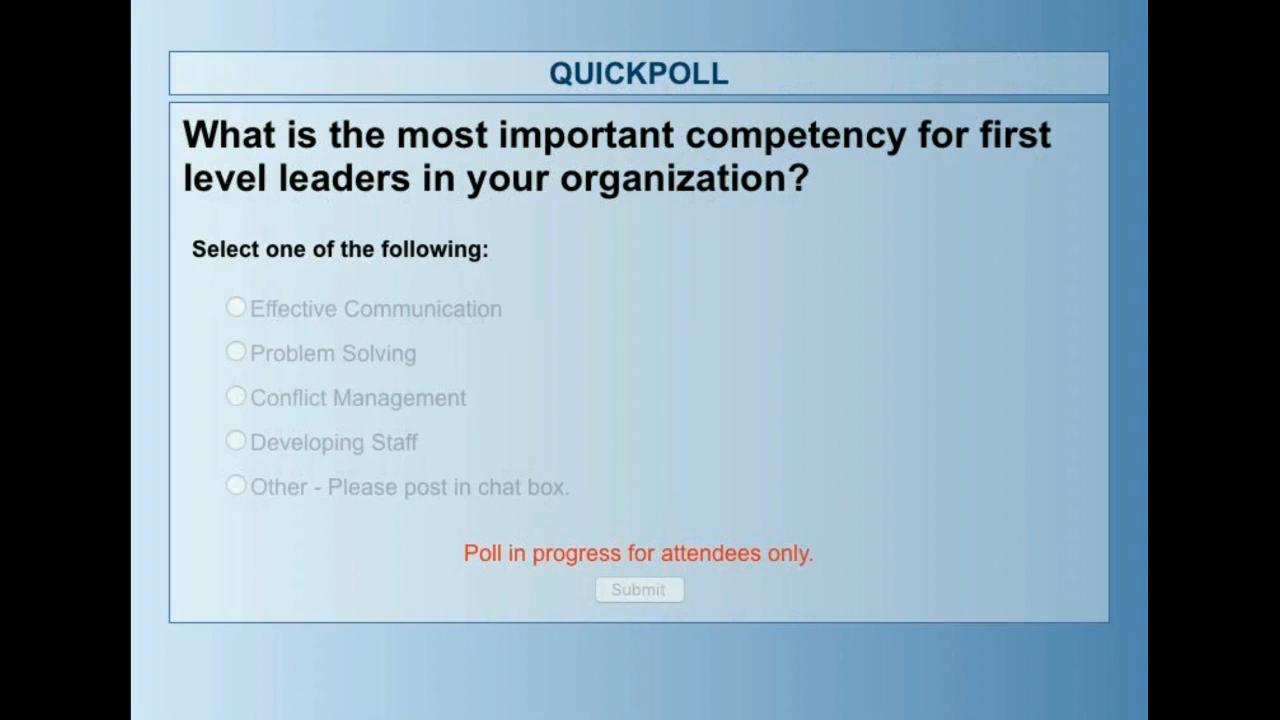 QUICKPOLL
What is the most important competency for first
level leaders in your organization?
Select one of the following:
Effective Communication
Problem Solving
Conflict Management
Developing Staff
Other - Please post in chat box.
Poll in progress for attendees only.
Submit